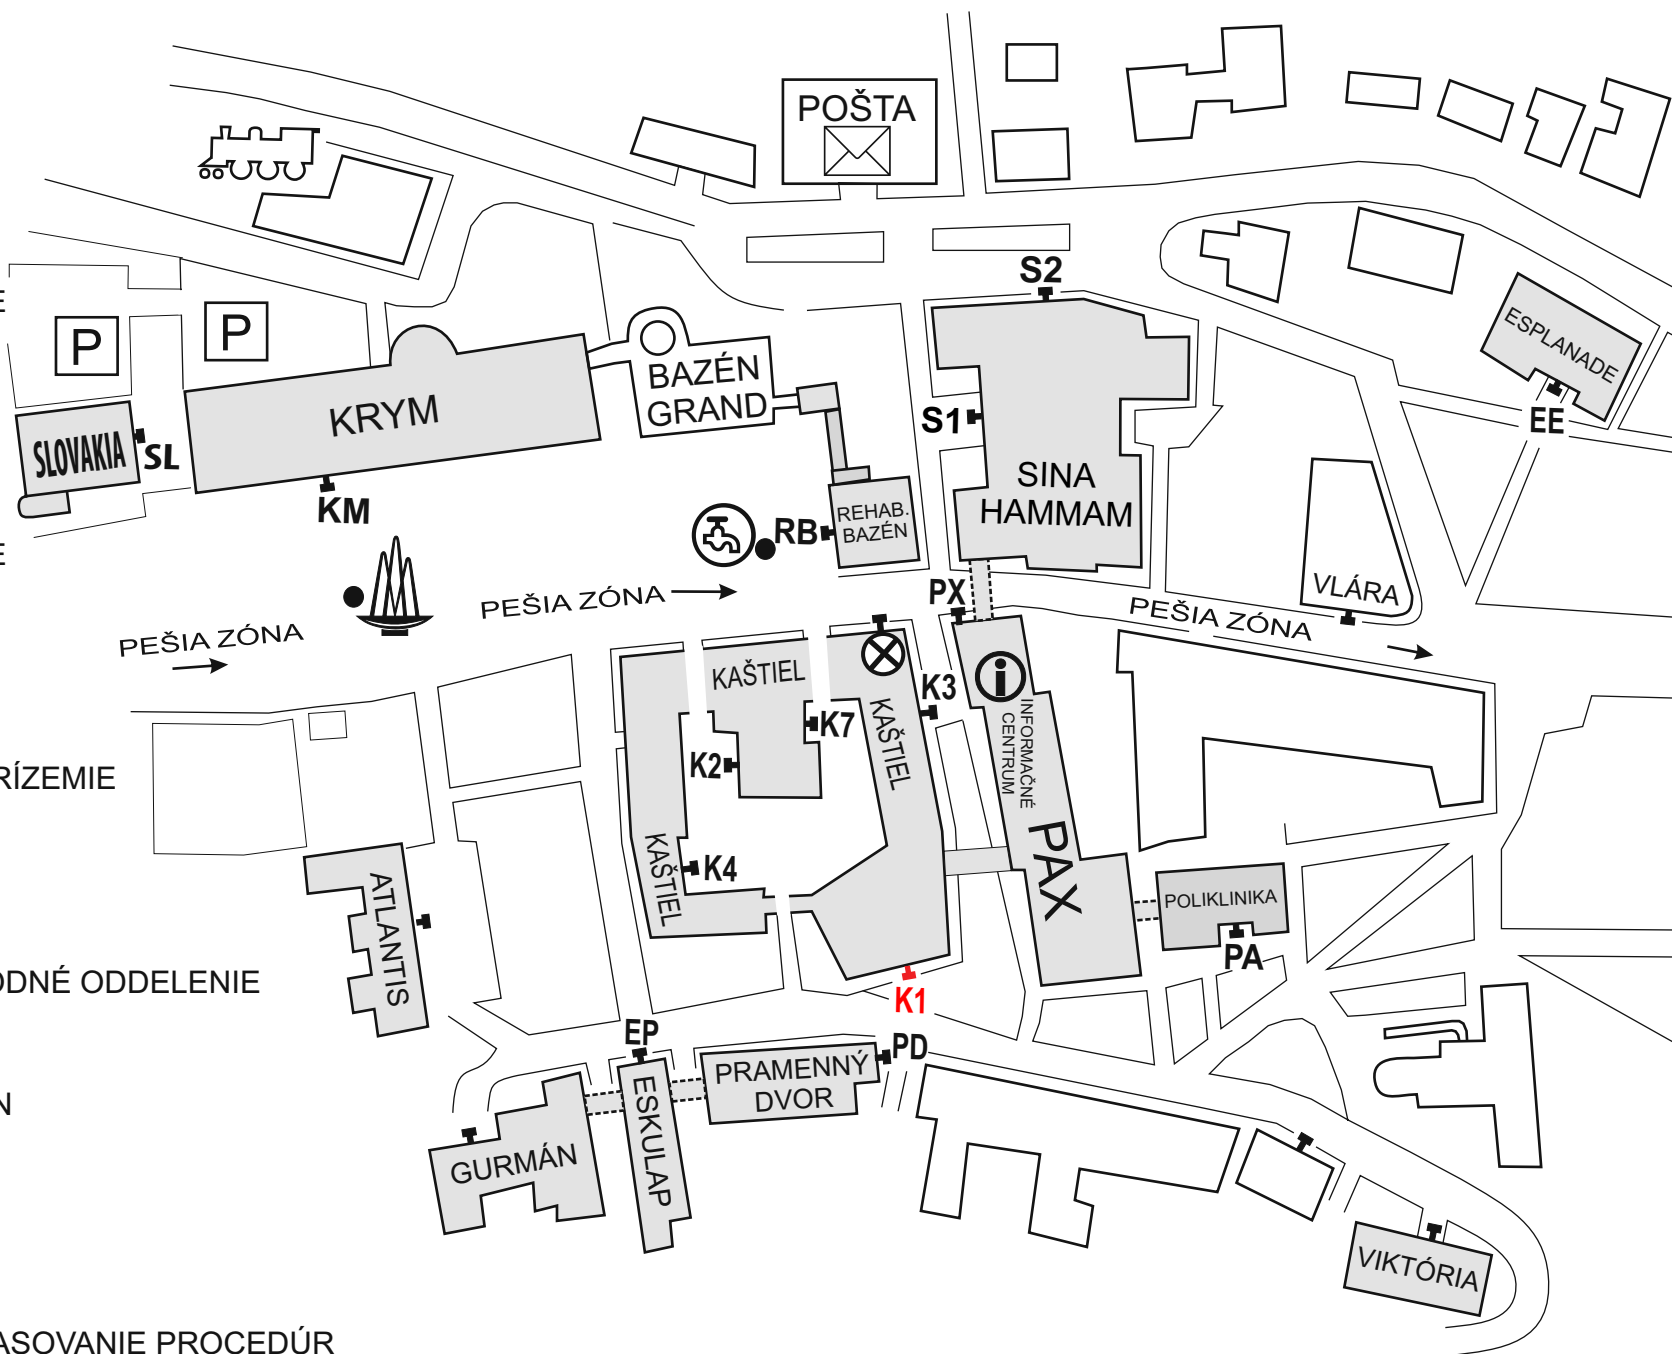 POŠTA
E
S2
P
P
ESPLANADE
BAZÉN
GRAND
KRYM
S1
EE
SLOVAKIA
SL
SINA
HAMMAM
KM
REHAB.
BAZÉN
RB
E
PX
VLÁRA
PEŠIA ZÓNA
PEŠIA ZÓNA
PEŠIA ZÓNA
KAŠTIEL
K3
KAŠTIEL
K7
INFORMAČNÉ
CENTRUM
K2
RÍZEMIE
PAX
KAŠTIEL
K4
ATLANTIS
POLIKLINIKA
PA
ODNÉ ODDELENIE
K1
EP
PD
PRAMENNÝ
DVOR
ESKULAP
N
GURMÁN
VIKTÓRIA
ASOVANIE PROCEDÚR